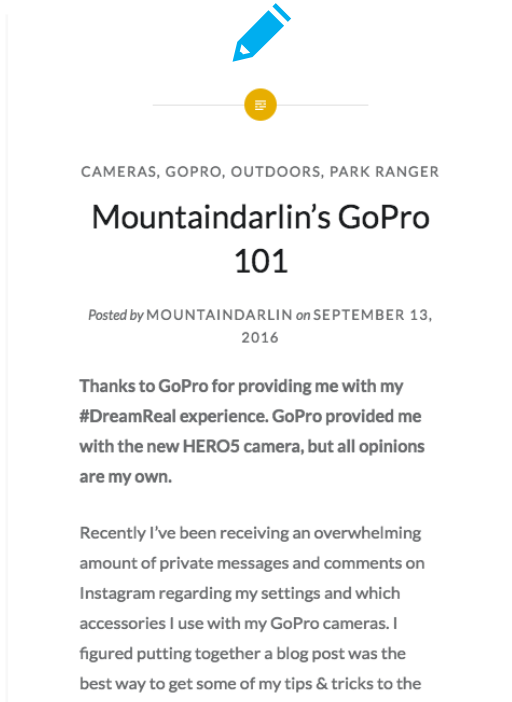 CAMERAS, GOPRO, OUTDOORS, PARK RANGER
Mountaindarlin’s GoPro
101
Posted by MOUNTAINDARLIN on SEPTEMBER 13,
2016
Thanks to GoPro for providing me with my
#DreamReal experience. GoPro provided me
with the new HERO5 camera, but all opinions
are my own.
Recently I’ve been receiving an overwhelming
amount of private messages and comments on
Instagram regarding my settings and which
accessories I use with my GoPro cameras. I
figured putting together a blog post was the
best way to get some of my tips & tricks to the